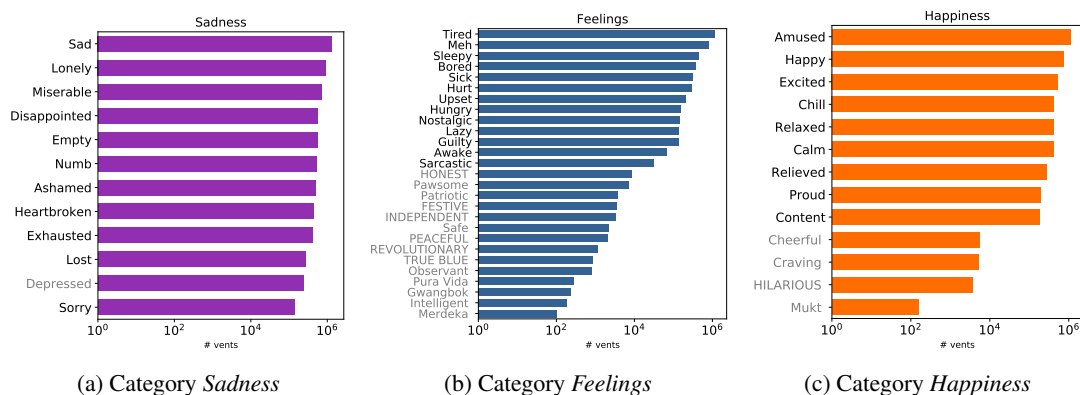 Sadness
Sad
Lonely
Miserable
Disappointed
Empty
Numb
Ashamed
Heartbroken
Exhausted
Lost
Depressed
Sorry
10^0 10^2 10^4 10^6
# vents
(a) Category Sadness
Feelings
Tired
Meh
Sleepy
Bored
Sick
Hurt
Upset
Hungry
Nostalgic
Lazy
Guilty
Awake
Sarcastic
HONEST
Pawsome
Patriotic
FESTIVE
INDEPENDENT
Safe
PEACEFUL
REVOLUTIONARY
TRUE BLUE
Observant
Pura Vida
Gwangbok
Intelligent
Merdeka
10^0 10^2 10^4 10^6
# vents
(b) Category Feelings
Happiness
Amused
Happy
Excited
Chill
Relaxed
Calm
Relieved
Proud
Content
Cheerful
Craving
HILARIOUS
Mukt
10^0 10^2 10^4 10^6
# vents
(c) Category Happiness